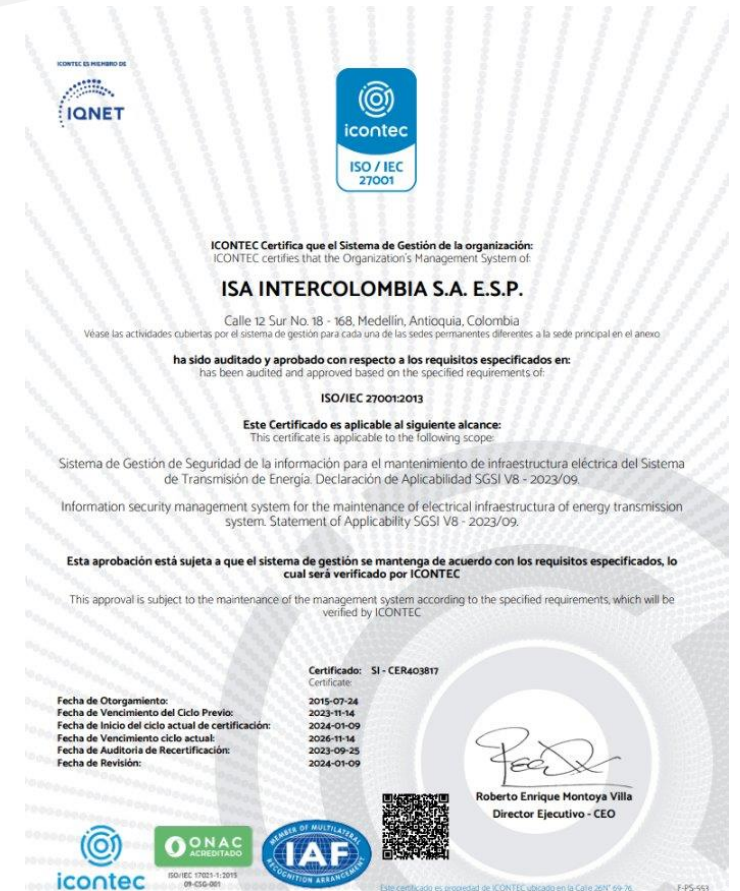 ICONTEC ES MIEMBRO DE
IQNET
icontec
ISO / IEC
27001
ICONTEC Certifica que el Sistema de Gestión de la organización:
ICONTEC certifies that the Organization's Management System of:
ISA INTERCOLOMBIA S.A. E.S.P.
Calle 12 Sur No. 18 - 168, Medellín, Antioquia, Colombia
Véase las actividades cubiertas por el sistema de gestión para cada una de las sedes permanentes diferentes a la sede principal en el anexo
ha sido auditado y aprobado con respecto a los requisitos especificados en:
has been audited and approved based on the specified requirements of:
ISO/IEC 27001:2013
Este Certificado es aplicable al siguiente alcance:
This certificate is applicable to the following scope:
Sistema de Gestión de Seguridad de la información para el mantenimiento de infraestructura eléctrica del Sistema
de Transmisión de Energía. Declaración de Aplicabilidad SGSI V8 - 2023/09.
Information security management system for the maintenance of electrical infraestructura of energy transmission
system. Statement of Applicability SGSI V8 - 2023/09.
Esta aprobación está sujeta a que el sistema de gestión se mantenga de acuerdo con los requisitos especificados, lo
cual será verificado por ICONTEC
This approval is subject to the maintenance of the management system according to the specified requirements, which will be
verified by ICONTEC
Certificado: SI - CER403817
Certificate:
Fecha de Otorgamiento: 2015-07-24
Fecha de Vencimiento del Ciclo Previo: 2023-11-14
Fecha de Inicio del ciclo actual de certificación: 2024-01-09
Fecha de Vencimiento ciclo actual: 2026-11-14
Fecha de Auditoria de Recertificación: 2023-09-25
Fecha de Revisión: 2024-01-09
Roberto Enrique Montoya Villa
Director Ejecutivo - CEO
icontec
ONAC
ACREDITADO
ISO/IEC 17021-1:2015
09-CSG-001
MEMBER OF MULTILATERAL
IAF
RECOGNITION ARRANGEMENT
Este certificado es propiedad de ICONTEC ubicado en la Calle
F-PS-553